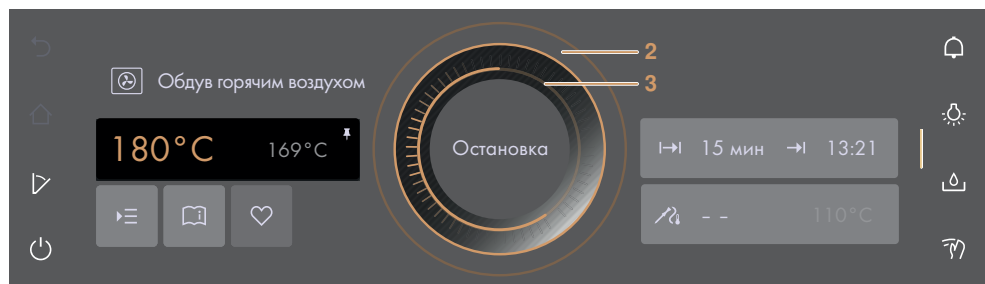 2
3
Обдув горячим воздухом
180°C
169°C
Остановка
15 мин
13:21
– –
110°C